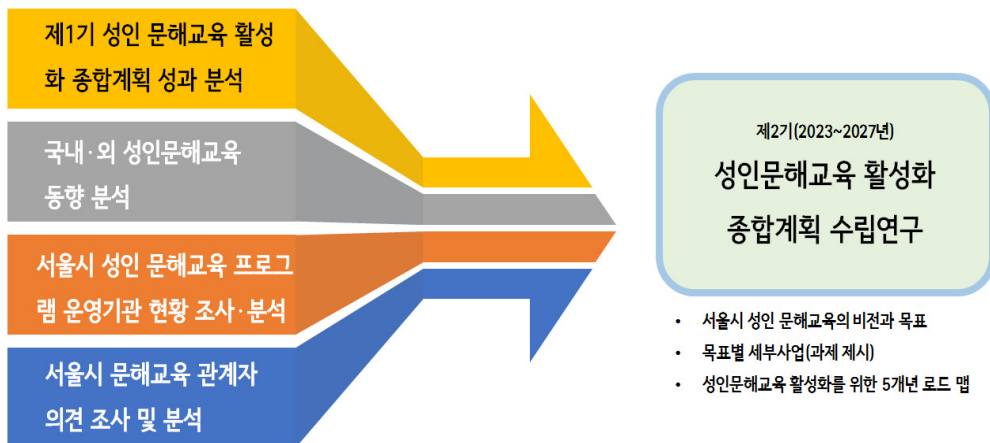 제1기 성인 문해교육 활성
화 종합계획 성과 분석
국내·외 성인문해교육
동향 분석
서울시 성인 문해교육 프로그
램 운영기관 현황 조사·분석
서울시 문해교육 관계자
의견 조사 및 분석
제2기(2023~2027년)
성인문해교육 활성화
종합계획 수립연구
• 서울시 성인 문해교육의 비전과 목표
• 목표별 세부사업(과제 제시)
• 성인문해교육 활성화를 위한 5개년 로드 맵